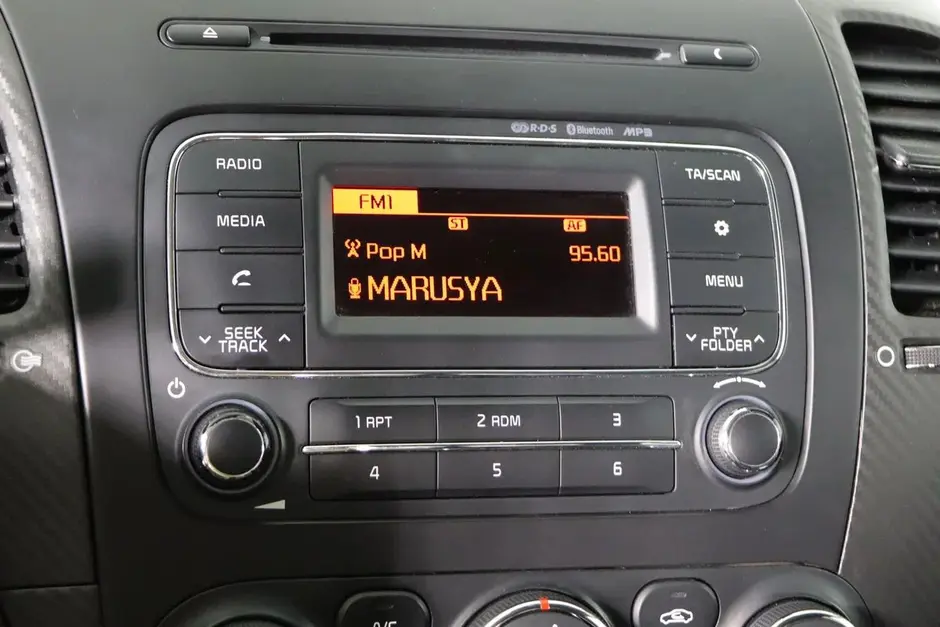 R·D·S Bluetooth MP3
RADIO
MEDIA
SEEK
TRACK
FM1
ST AF
Pop M 95.60
MARUSYA
TA/SCAN
MENU
PTY
FOLDER
1 RPT 2 RDM 3
4 5 6